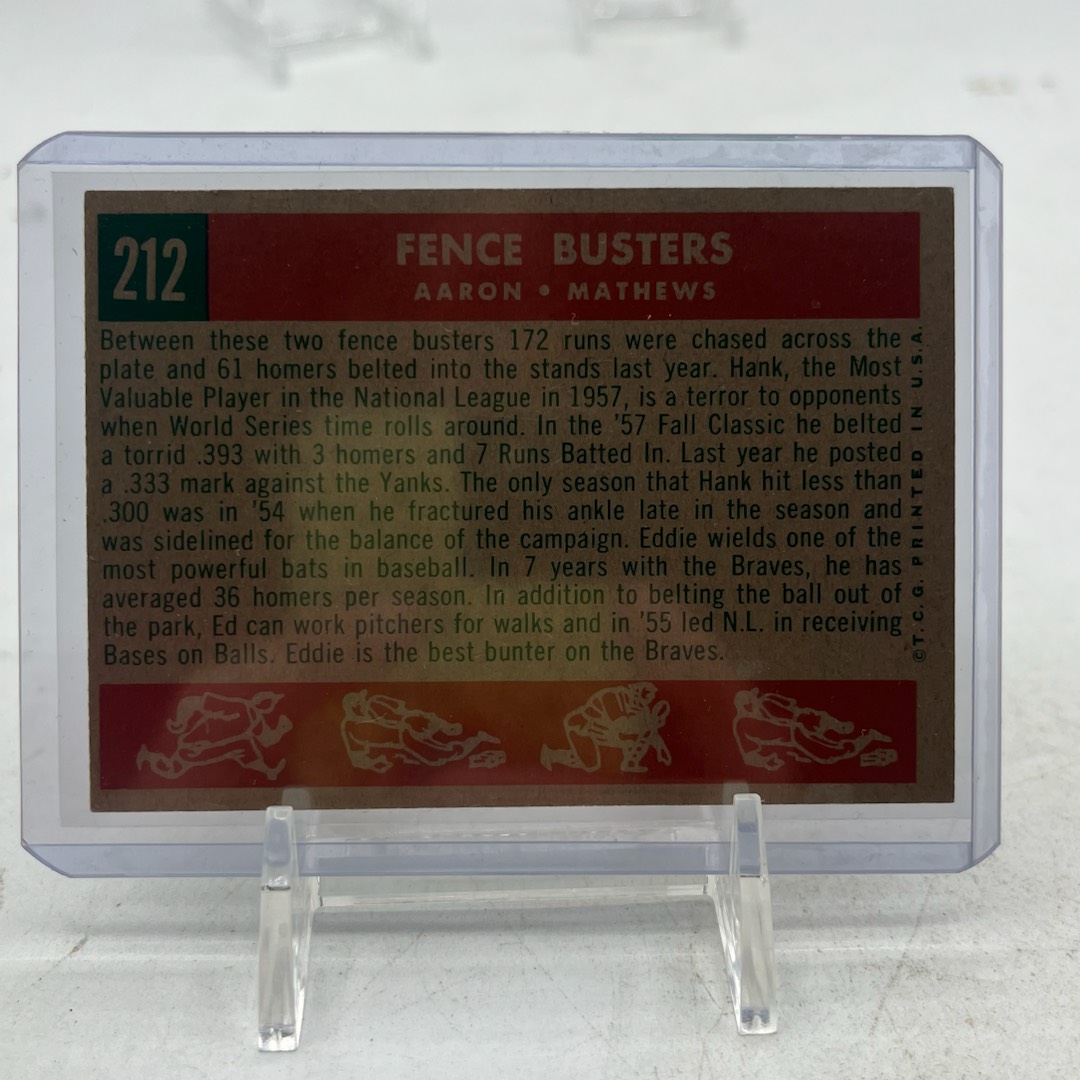 212
FENCE BUSTERS
AARON • MATHEWS
Between these two fence busters 172 runs were chased across the
plate and 61 homers belted into the stands last year. Hank, the Most
Valuable Player in the National League in 1957, is a terror to opponents
when World Series time rolls around. In the '57 Fall Classic he belted
a torrid .393 with 3 homers and 7 Runs Batted In. Last year he posted
a .333 mark against the Yanks. The only season that Hank hit less than
.300 was in '54 when he fractured his ankle late in the season and
was sidelined for the balance of the campaign. Eddie wields one of the
most powerful bats in baseball. In 7 years with the Braves, he has
averaged 36 homers per season. In addition to belting the ball out of
the park, Ed can work pitchers for walks and in '55 led N.L. in receiving
Bases on Balls. Eddie is the best bunter on the Braves.
© T. C. G. PRINTED IN U.S.A.